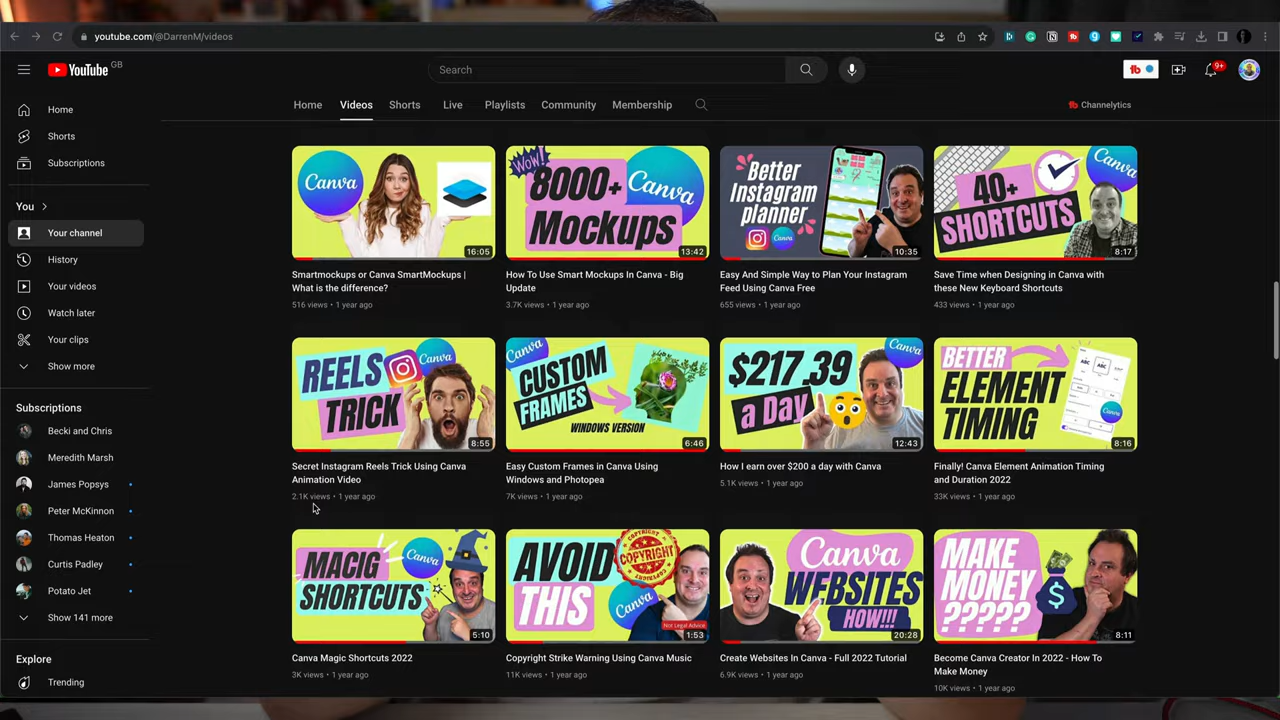 youtube.com/@DarrenM/videos
YouTube GB
Search
9+
Home Videos Shorts Live Playlists Community Membership
Channelytics
Home
Shorts
Subscriptions
You
Your channel
History
Your videos
Watch later
Your clips
Show more
Subscriptions
Becki and Chris
Meredith Marsh
James Popsys
Peter McKinnon
Thomas Heaton
Curtis Padley
Potato Jet
Show 141 more
Explore
Trending
Canva
16:05
Smartmockups or Canva SmartMockups |
What is the difference?
516 views • 1 year ago
Wow!
8000+
Canva
Mockups
13:42
How To Use Smart Mockups In Canva - Big
Update
3.7K views • 1 year ago
Better
Instagram
planner
Canva
10:35
Easy And Simple Way to Plan Your Instagram
Feed Using Canva Free
655 views • 1 year ago
Canva
40+
SHORTCUTS
8:17
Save Time when Designing in Canva with
these New Keyboard Shortcuts
433 views • 1 year ago
REELS
Canva
TRICK
8:55
Secret Instagram Reels Trick Using Canva
Animation Video
2.1K views • 1 year ago
Canva
CUSTOM
FRAMES
WINDOWS VERSION
6:46
Easy Custom Frames in Canva Using
Windows and Photopea
7K views • 1 year ago
Canva
$217.39
a Day
12:43
How I earn over $200 a day with Canva
5.1K views • 1 year ago
BETTER
ELEMENT
TIMING
ABC
ABC
ABC
Canva
8:16
Finally! Canva Element Animation Timing
and Duration 2022
33K views • 1 year ago
MAGIG
Canva
SHORTCUTS
5:10
Canva Magic Shortcuts 2022
3K views • 1 year ago
AVOID
THIS
COPYRIGHT
COPYRIGHT
COPYRIGHT
Canva
Not Legal Advice
1:53
Copyright Strike Warning Using Canva Music
11K views • 1 year ago
Canva
WEBSITES
HOW!!!
20:28
Create Websites In Canva - Full 2022 Tutorial
6.9K views • 1 year ago
MAKE
MONEY
?????
$
8:11
Become Canva Creator In 2022 - How To
Make Money
10K views • 1 year ago